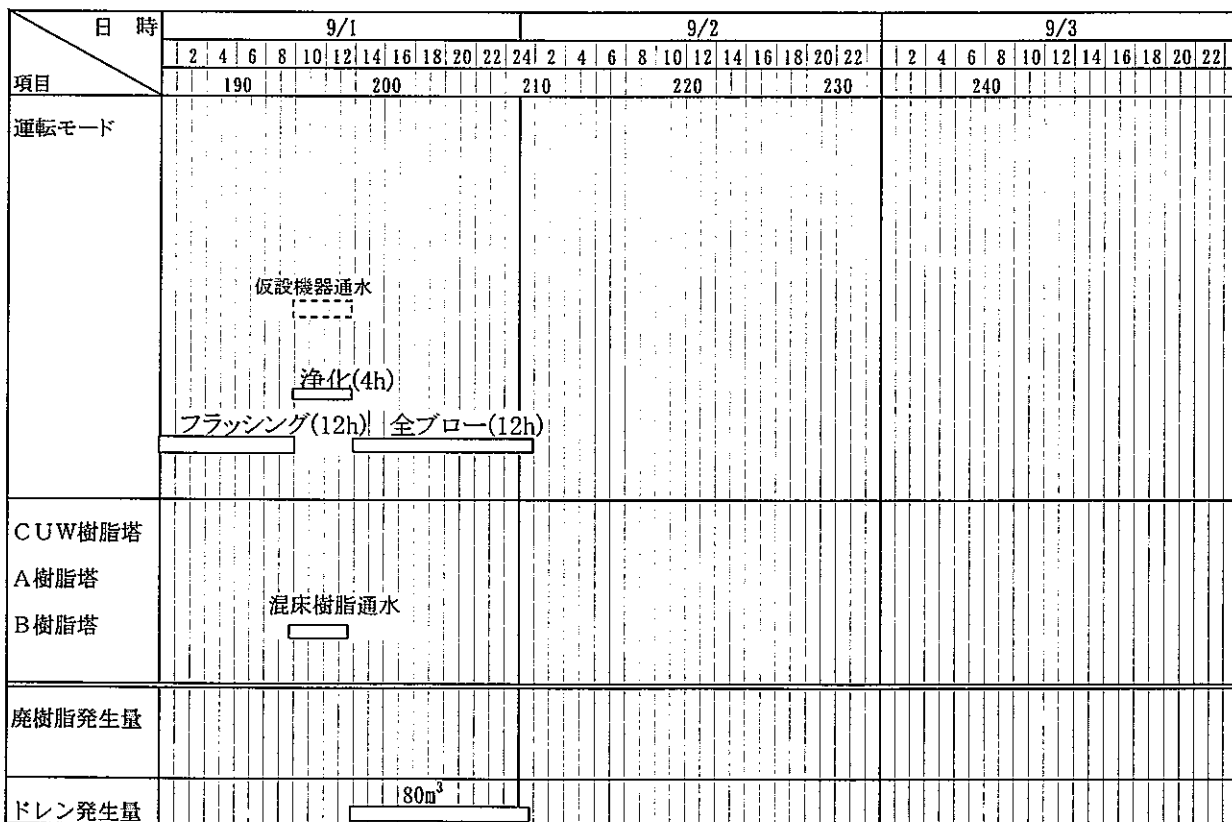 日 時 9/1 9/2 9/3
2 4 6 8 10 12 14 16 18 20 22 24 2 4 6 8 10 12 14 16 18 20 22 2 4 6 8 10 12 14 16 18 20 22
項目 190 200 210 220 230 240
運転モード
仮設機器通水
浄化(4h)
フラッシング(12h) 全ブロー(12h)
CUW樹脂塔
A樹脂塔
混床樹脂通水
B樹脂塔
廃樹脂発生量
80m³
ドレン発生量